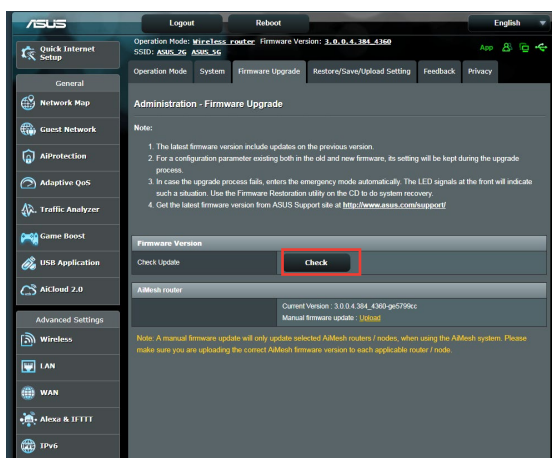 ASUS
Logout
Reboot
English
Quick Internet
Setup
Operation Mode: Wireless router Firmware Version: 3.0.0.4.384_4360
SSID: ASUS_2G ASUS_5G
App
Operation Mode
System
Firmware Upgrade
Restore/Save/Upload Setting
Feedback
Privacy
General
Network Map
Guest Network
AiProtection
Adaptive QoS
Traffic Analyzer
Game Boost
USB Application
AiCloud 2.0
Advanced Settings
Wireless
LAN
WAN
Alexa & IFTTT
IPv6
Administration - Firmware Upgrade
Note:
1. The latest firmware version include updates on the previous version.
2. For a configuration parameter existing both in the old and new firmware, its setting will be kept during the upgrade
process.
3. In case the upgrade process fails, enters the emergency mode automatically. The LED signals at the front will indicate
such a situation. Use the Firmware Restoration utility on the CD to do system recovery.
4. Get the latest firmware version from ASUS Support site at http://www.asus.com/support/
Firmware Version
Check Update
Check
AiMesh router
Current Version : 3.0.0.4.384_4360-ge5799cc
Manual firmware update : Upload
Note: A manual firmware update will only update selected AiMesh routers / nodes, when using the AiMesh system. Please
make sure you are uploading the correct AiMesh firmware version to each applicable router / node.